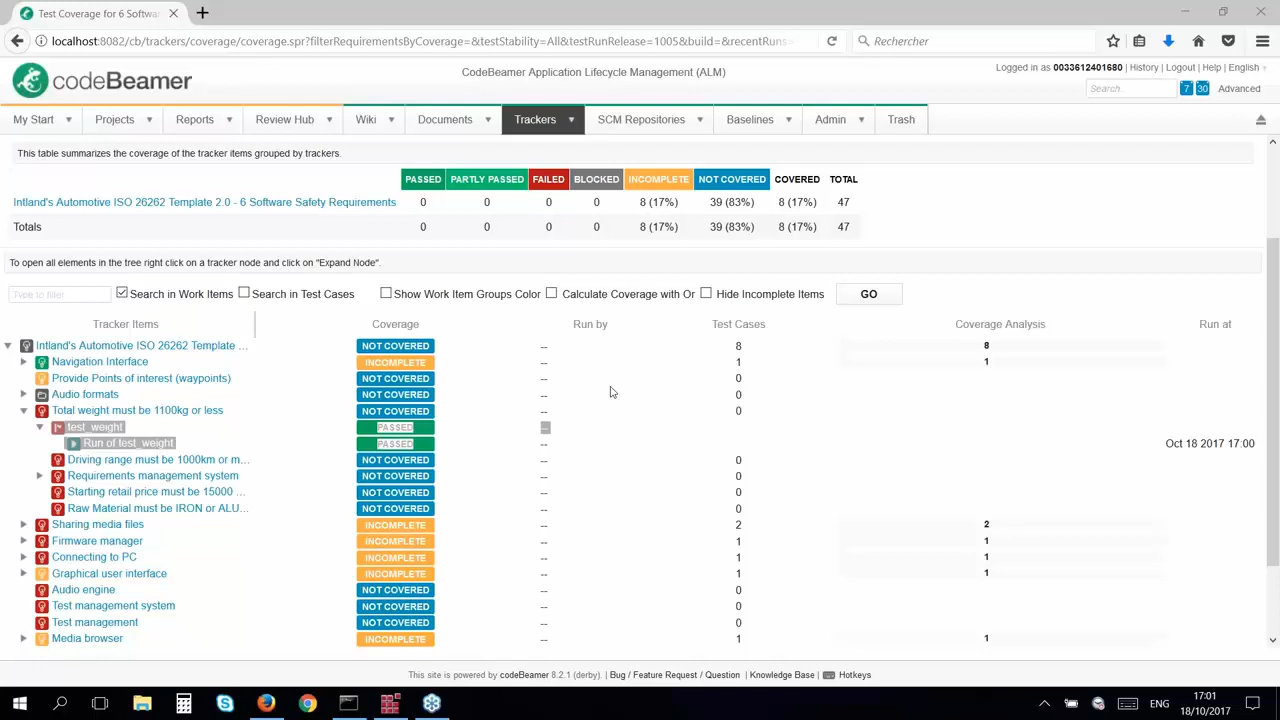 Test Coverage for 6 Softwa
localhost:8082/cb/trackers/coverage/coverage.spr?filterRequirementsByCoverage=&testStability=All&testRunRelease=1005&build=&recentRuns=
Rechercher
codeBeamer
CodeBeamer Application Lifecycle Management (ALM)
Logged in as 0033612401680 | History | Logout | Help | English
Search.. 7 30 Advanced
My Start Projects Reports Review Hub Wiki Documents Trackers SCM Repositories Baselines Admin Trash
This table summarizes the coverage of the tracker items grouped by trackers.
PASSED PARTLY PASSED FAILED BLOCKED INCOMPLETE NOT COVERED COVERED TOTAL
Intland's Automotive ISO 26262 Template 2.0 - 6 Software Safety Requirements 0 0 0 0 8 (17%) 39 (83%) 8 (17%) 47
Totals 0 0 0 0 8 (17%) 39 (83%) 8 (17%) 47
To open all elements in the tree right click on a tracker node and click on "Expand Node".
Type to filter Search in Work Items Search in Test Cases Show Work Item Groups Color Calculate Coverage with Or Hide Incomplete Items GO
Tracker Items Coverage Run by Test Cases Coverage Analysis Run at
Intland's Automotive ISO 26262 Template ... NOT COVERED -- 8 8
Navigation Interface INCOMPLETE -- 1 1
Provide Points of interest (waypoints) NOT COVERED -- 0
Audio formats NOT COVERED -- 0
Total weight must be 1100kg or less NOT COVERED -- 0
test_weight PASSED --
Run of test_weight PASSED -- Oct 18 2017 17:00
Driving range must be 1000km or m... NOT COVERED -- 0
Requirements management system NOT COVERED -- 0
Starting retail price must be 15000 ... NOT COVERED -- 0
Raw Material must be IRON or ALU... NOT COVERED -- 0
Sharing media files INCOMPLETE -- 2 2
Firmware manager INCOMPLETE -- 1 1
Connecting to PC INCOMPLETE -- 1 1
Graphical user interface INCOMPLETE -- 1 1
Audio engine NOT COVERED -- 0
Test management system NOT COVERED -- 0
Test management NOT COVERED -- 0
Media browser INCOMPLETE -- 1 1
This site is powered by codeBeamer 8.2.1 (derby). | Bug / Feature Request / Question | Knowledge Base | Hotkeys
ENG
17:01
18/10/2017